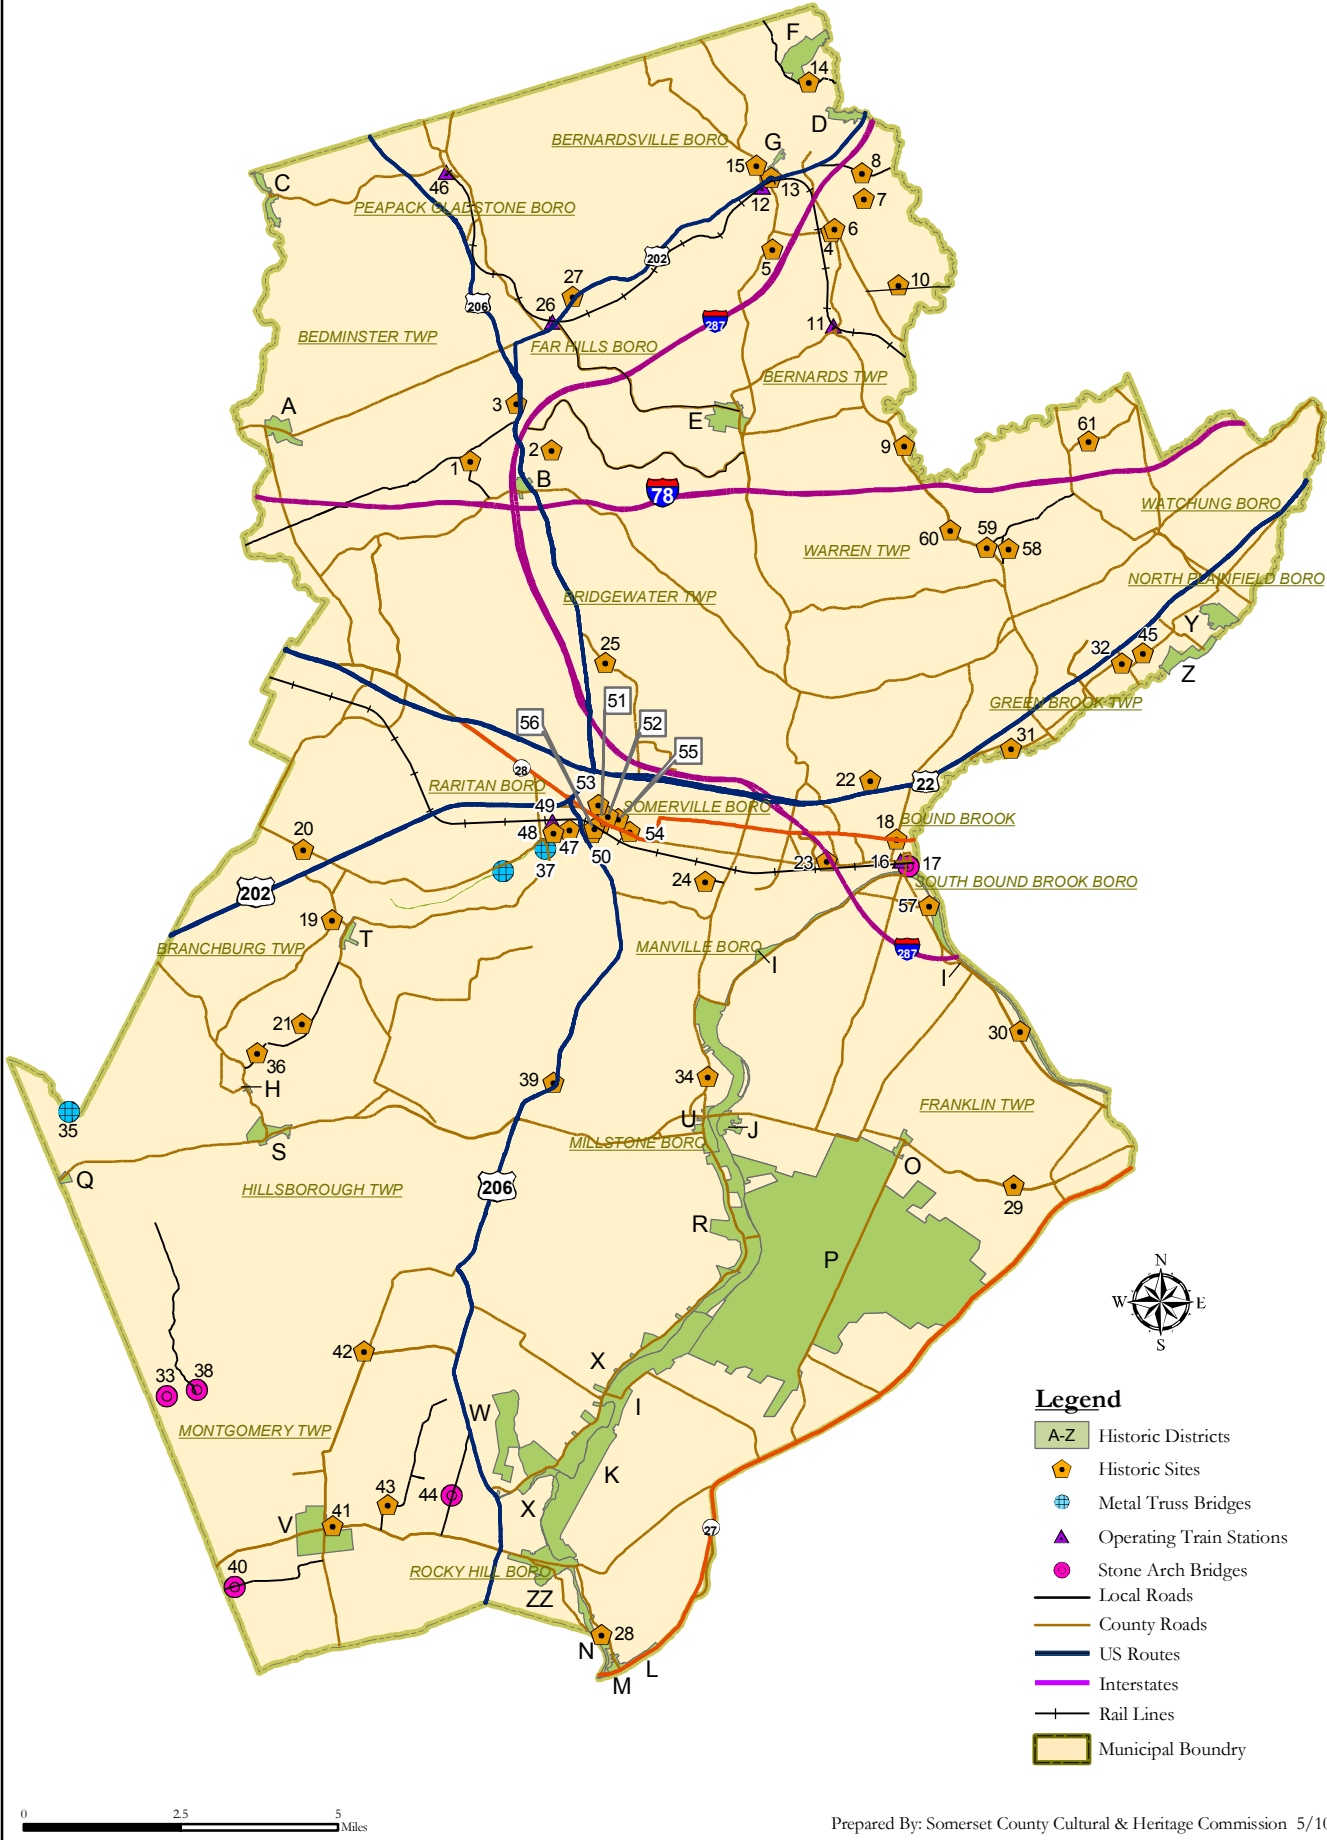 F
14
D
BERNARDSVILLE BORO
G
15
8
C
46
13
12
7
PEAPACK GLADSTONE BORO
6
4
202
5
27
10
206
26
287
11
BEDMINSTER TWP
FAR HILLS BORO
BERNARDS TWP
3
A
E
61
2
9
1
B
78
WATCHUNG BORO
59
60
58
WARREN TWP
NORTH PLAINFIELD BORO
BRIDGEWATER TWP
Y
45
25
32
Z
51
GREEN BROOK TWP
56
52
31
55
28
22
22
RARITAN BORO
53
49
SOMERVILLE BORO
BOUND BROOK
18
20
48
54
47
50
23
16
17
37
24
SOUTH BOUND BROOK BORO
202
57
19
T
BRANCHBURG TWP
MANVILLE BORO
287
I
I
21
30
36
34
39
H
FRANKLIN TWP
35
U
J
MILLSTONE BORO
S
O
Q
HILLSBOROUGH TWP
206
29
R
P
N
W
E
S
42
X
33
38
Legend
I
W
A-Z
Historic Districts
MONTGOMERY TWP
Historic Sites
K
43
44
Metal Truss Bridges
X
41
V
27
Operating Train Stations
40
ROCKY HILL BORO
Stone Arch Bridges
Local Roads
ZZ
County Roads
28
N
US Routes
L
M
Interstates
Rail Lines
Municipal Boundry
0
2.5
5
Miles
Prepared By: Somerset County Cultural & Heritage Commission 5/10